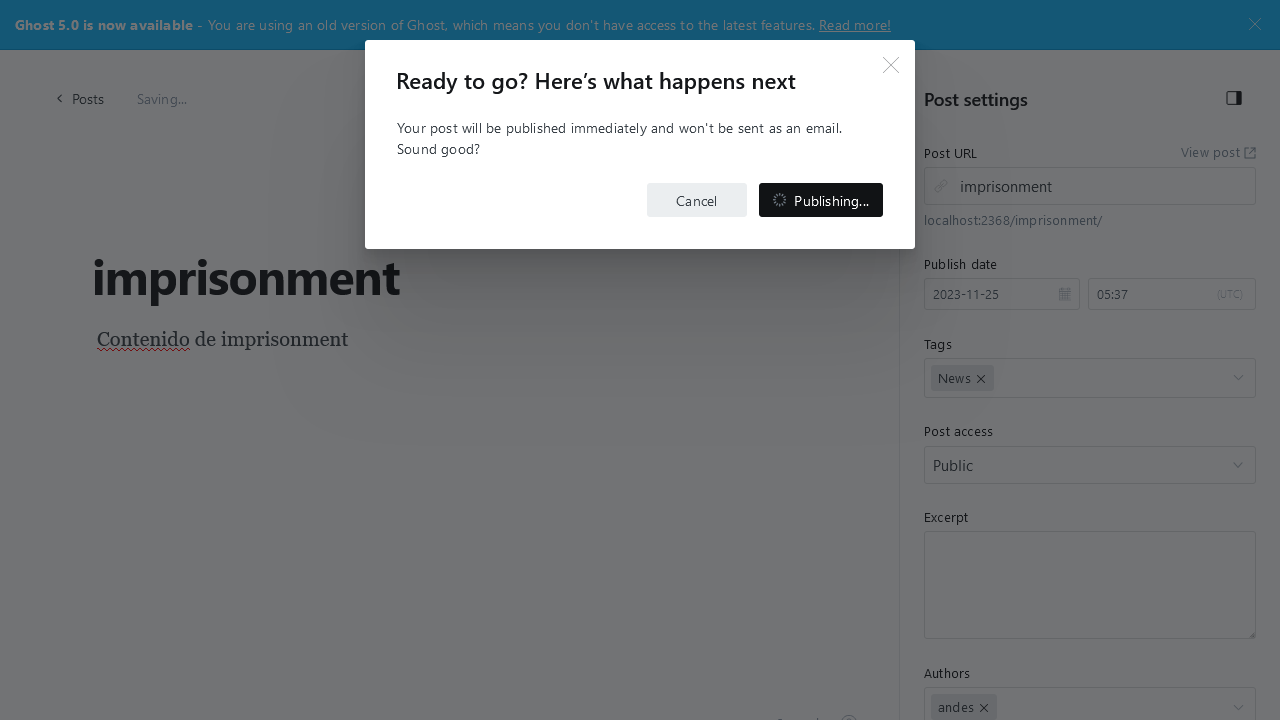 Ghost 5.0 is now available - You are using an old version of Ghost, which means you don't have access to the latest features. Read more!
Ready to go? Here’s what happens next
Your post will be published immediately and won't be sent as an email.
Sound good?
Cancel
Publishing...
Posts
Saving...
imprisonment
Contenido de imprisonment
Post settings
Post URL
View post
imprisonment
localhost:2368/imprisonment/
Publish date
2023-11-25
05:37
(UTC)
Tags
News
Post access
Public
Excerpt
Authors
andes